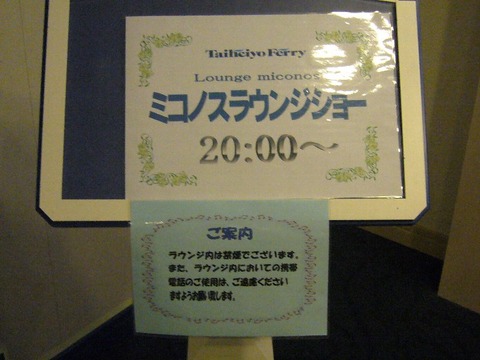 Taiheiyo Ferry
Lounge miconos
ミコノスラウンジショー
20:00～
ご案内
ラウンジ内は禁煙でございます。
また、ラウンジ内においての携帯
電話のご使用は、ご遠慮ください
ますようお願い致します。